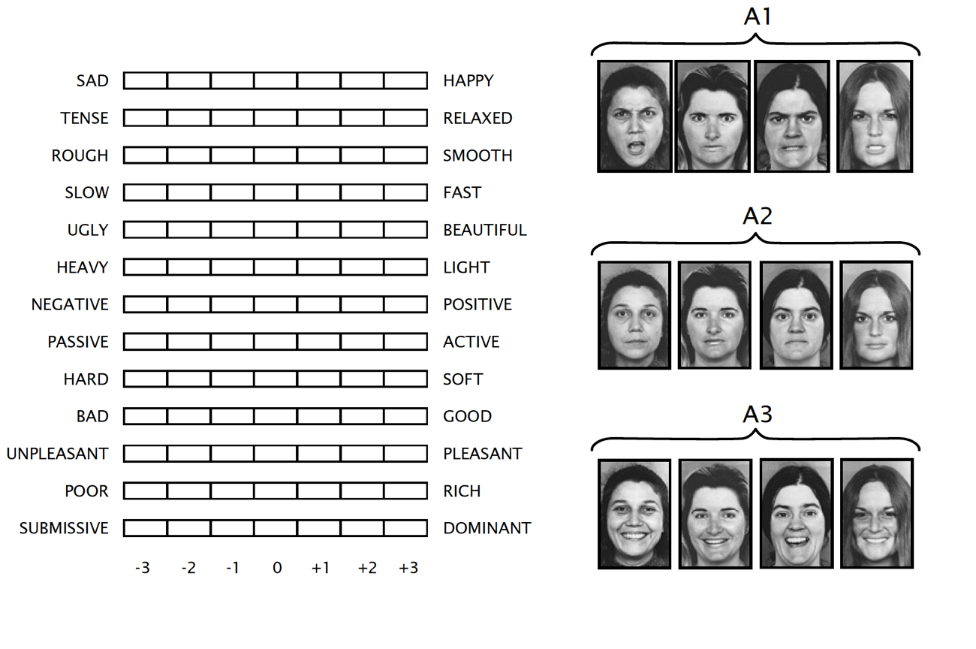 A1
SAD HAPPY
TENSE RELAXED
ROUGH SMOOTH
SLOW FAST
UGLY BEAUTIFUL
HEAVY LIGHT
NEGATIVE POSITIVE
PASSIVE ACTIVE
HARD SOFT
BAD GOOD
UNPLEASANT PLEASANT
POOR RICH
SUBMISSIVE DOMINANT
-3 -2 -1 0 +1 +2 +3
A2
A3